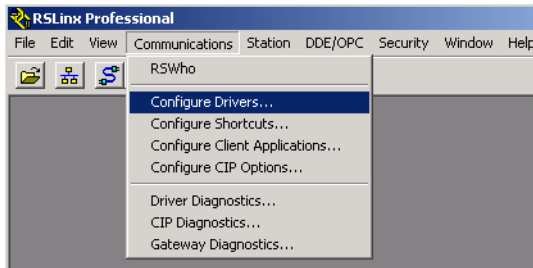 RSLinx Professional
File Edit View Communications Station DDE/OPC Security Window Help
RSWho
Configure Drivers...
Configure Shortcuts...
Configure Client Applications...
Configure CIP Options...
Driver Diagnostics...
CIP Diagnostics...
Gateway Diagnostics...